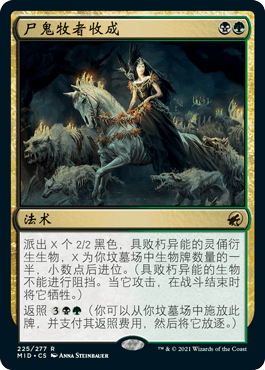 尸鬼牧者收成
法术
派出 X 个 2/2 黑色，具败朽异能的灵俑衍
生生物，X 为你坟墓场中生物牌数量的一
半，小数点后进位。（具败朽异能的生物
不能进行阻挡。当它攻击，在战斗结束时
将它牺牲。）
返照 3（你可以从你坟墓场中施放此
牌，并支付其返照费用，然后将它放逐。）
225/277 R
MID • CS ANNA STEINBAUER
™ & © 2021 Wizards of the Coast